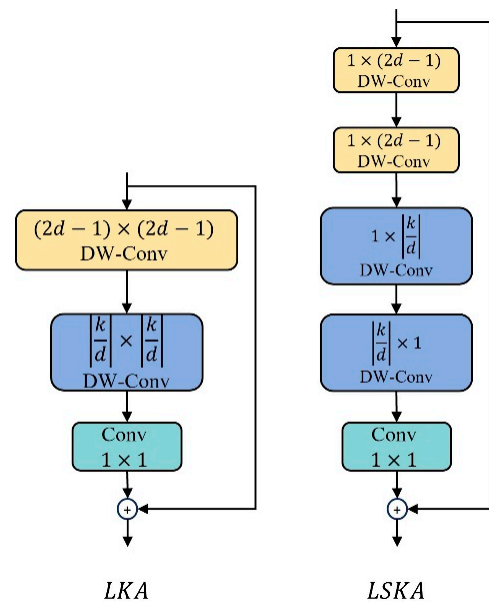 (2d − 1) × (2d − 1)
DW-Conv
|k/d| × |k/d|
DW-Conv
Conv
1 × 1
+
LKA
1 × (2d − 1)
DW-Conv
1 × (2d − 1)
DW-Conv
1 × |k/d|
DW-Conv
|k/d| × 1
DW-Conv
Conv
1 × 1
+
LSKA